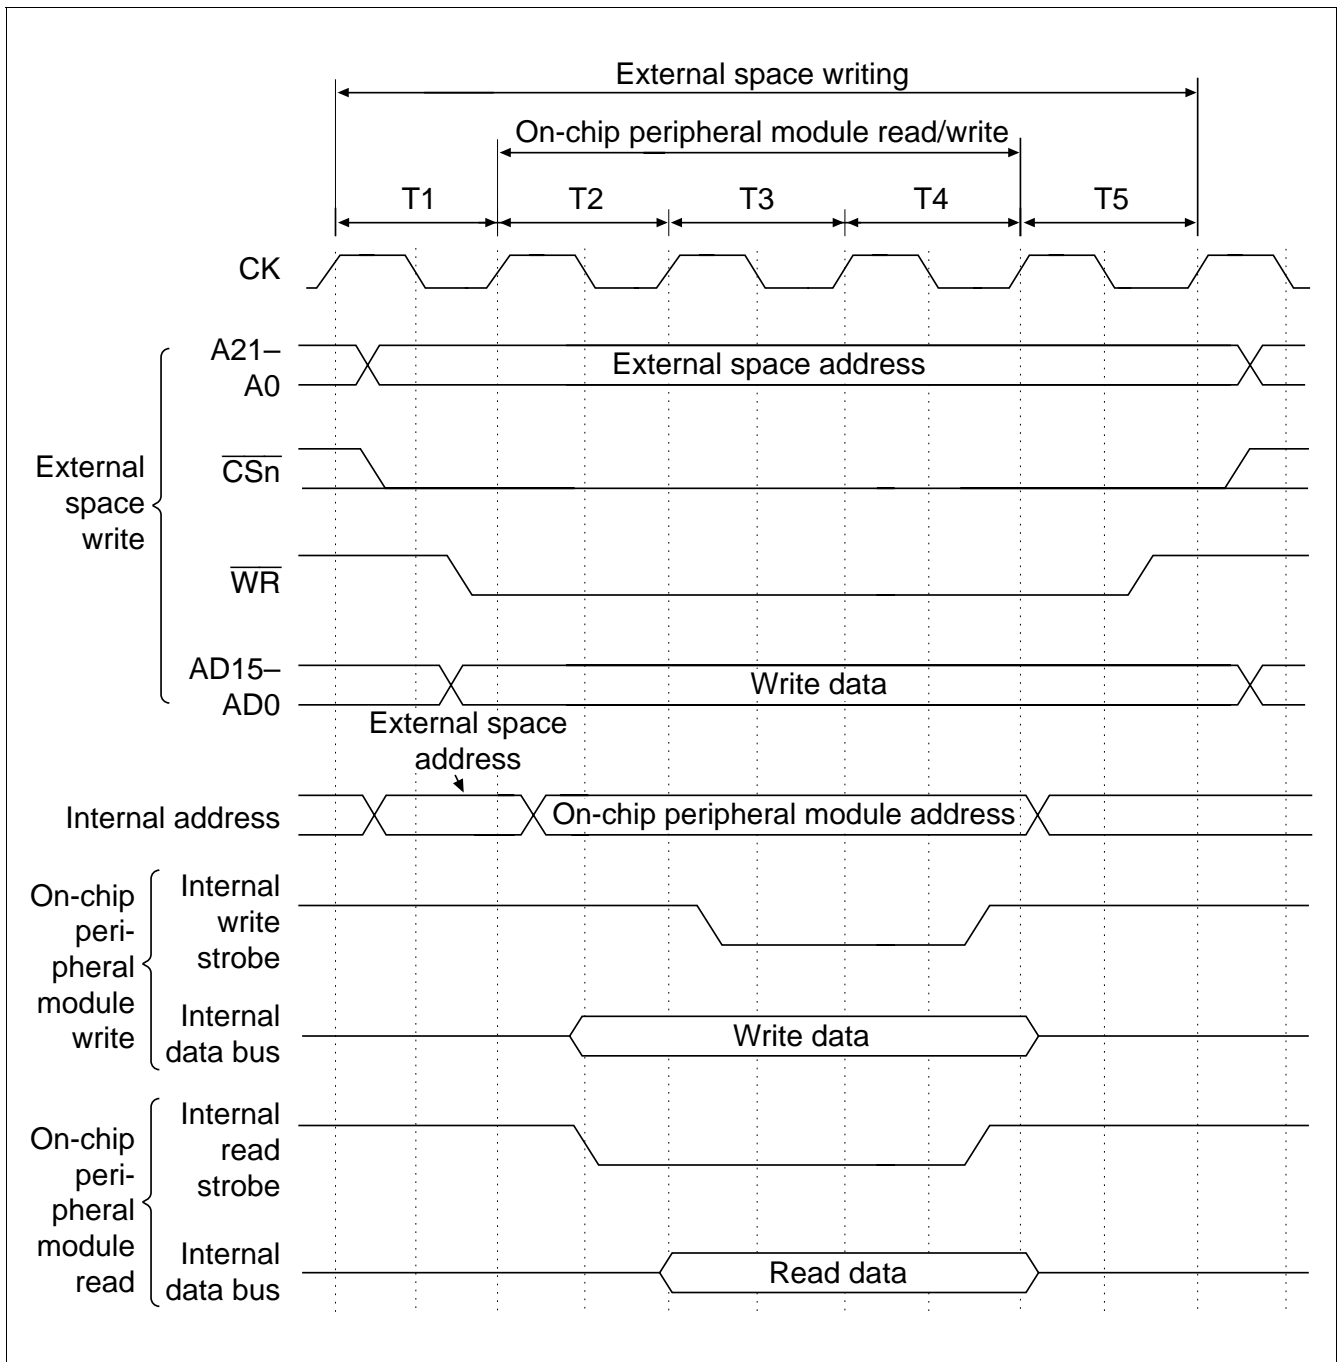 External space writing
On-chip peripheral module read/write
T1 T2 T3 T4 T5
CK
A21–
A0
External space address
External
space
write
CSn
WR
AD15–
AD0
Write data
External space
address
Internal address
On-chip peripheral module address
On-chip
peri-
pheral
module
write
Internal
write
strobe
Internal
data bus
Write data
On-chip
peri-
pheral
module
read
Internal
read
strobe
Internal
data bus
Read data